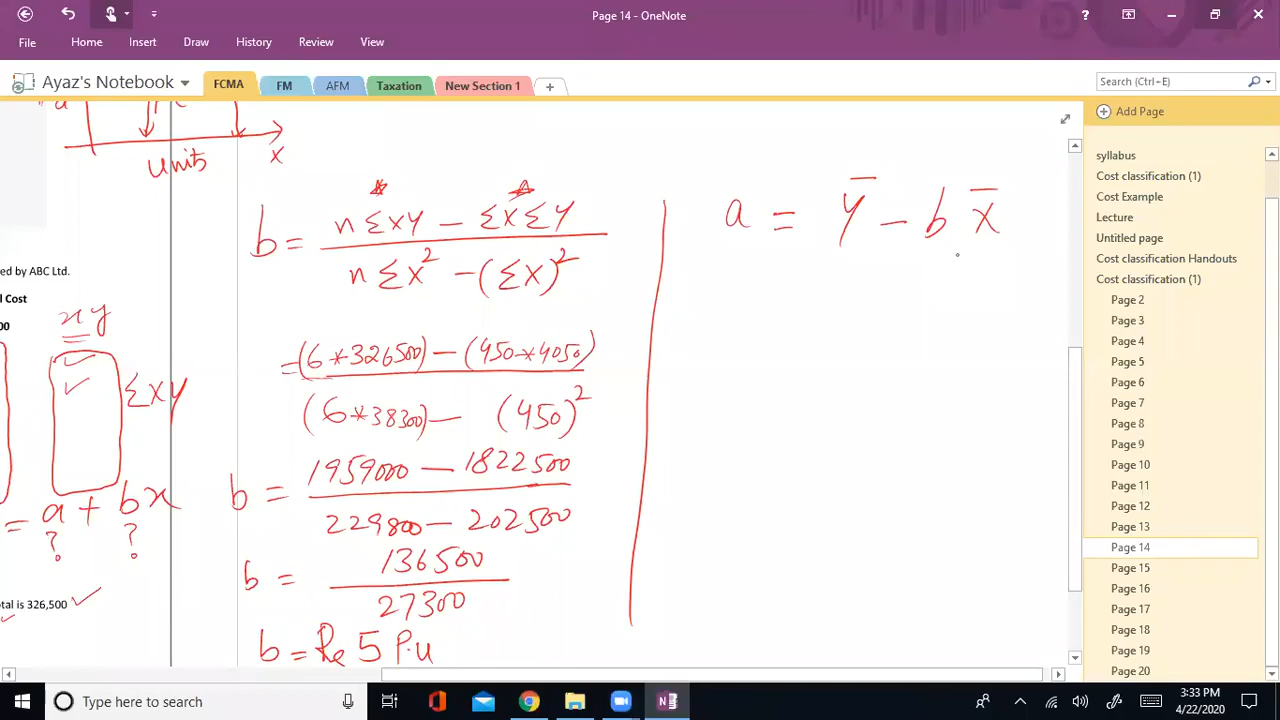 Page 14 - OneNote
?
File Home Insert Draw History Review View
Ayaz's Notebook FCMA FM AFM Taxation New Section 1 +
Search (Ctrl+E)
Add Page
a
Units
x
ed by ABC Ltd.
l Cost
00
xy
ΣXY
= a + bx
? ?
otal is 326,500
b = n ΣXY − ΣX ΣY
n ΣX² − (ΣX)²
= (6*326500) − (450*4050)
(6*38300) − (450)²
b = 1959000 − 1822500
229800 − 202500
b = 136500
27300
b = Re 5 P.u
a = Y̅ − b X̅
syllabus
Cost classification (1)
Cost Example
Lecture
Untitled page
Cost classification Handouts
Cost classification (1)
Page 2
Page 3
Page 4
Page 5
Page 6
Page 7
Page 8
Page 9
Page 10
Page 11
Page 12
Page 13
Page 14
Page 15
Page 16
Page 17
Page 18
Page 19
Page 20
Type here to search
3:33 PM
4/22/2020